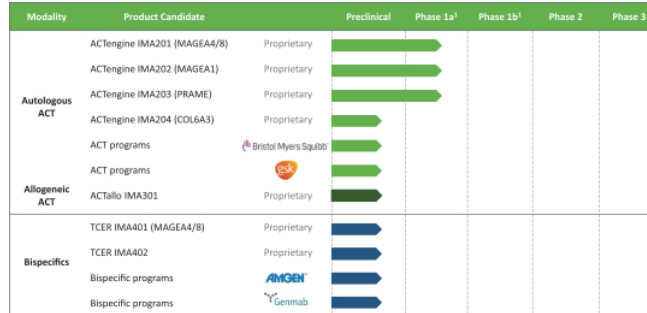 Modality Product Candidate Preclinical Phase 1a¹ Phase 1b¹ Phase 2 Phase 3
ACTengine IMA201 (MAGEA4/8) Proprietary
ACTengine IMA202 (MAGEA1) Proprietary
ACTengine IMA203 (PRAME) Proprietary
Autologous
ACT
ACTengine IMA204 (COL6A3) Proprietary
ACT programs Bristol Myers Squibb
ACT programs gsk
Allogeneic
ACT
ACTallo IMA301 Proprietary
TCER IMA401 (MAGEA4/8) Proprietary
TCER IMA402 Proprietary
Bispecifics
Bispecific programs AMGEN
Bispecific programs Genmab